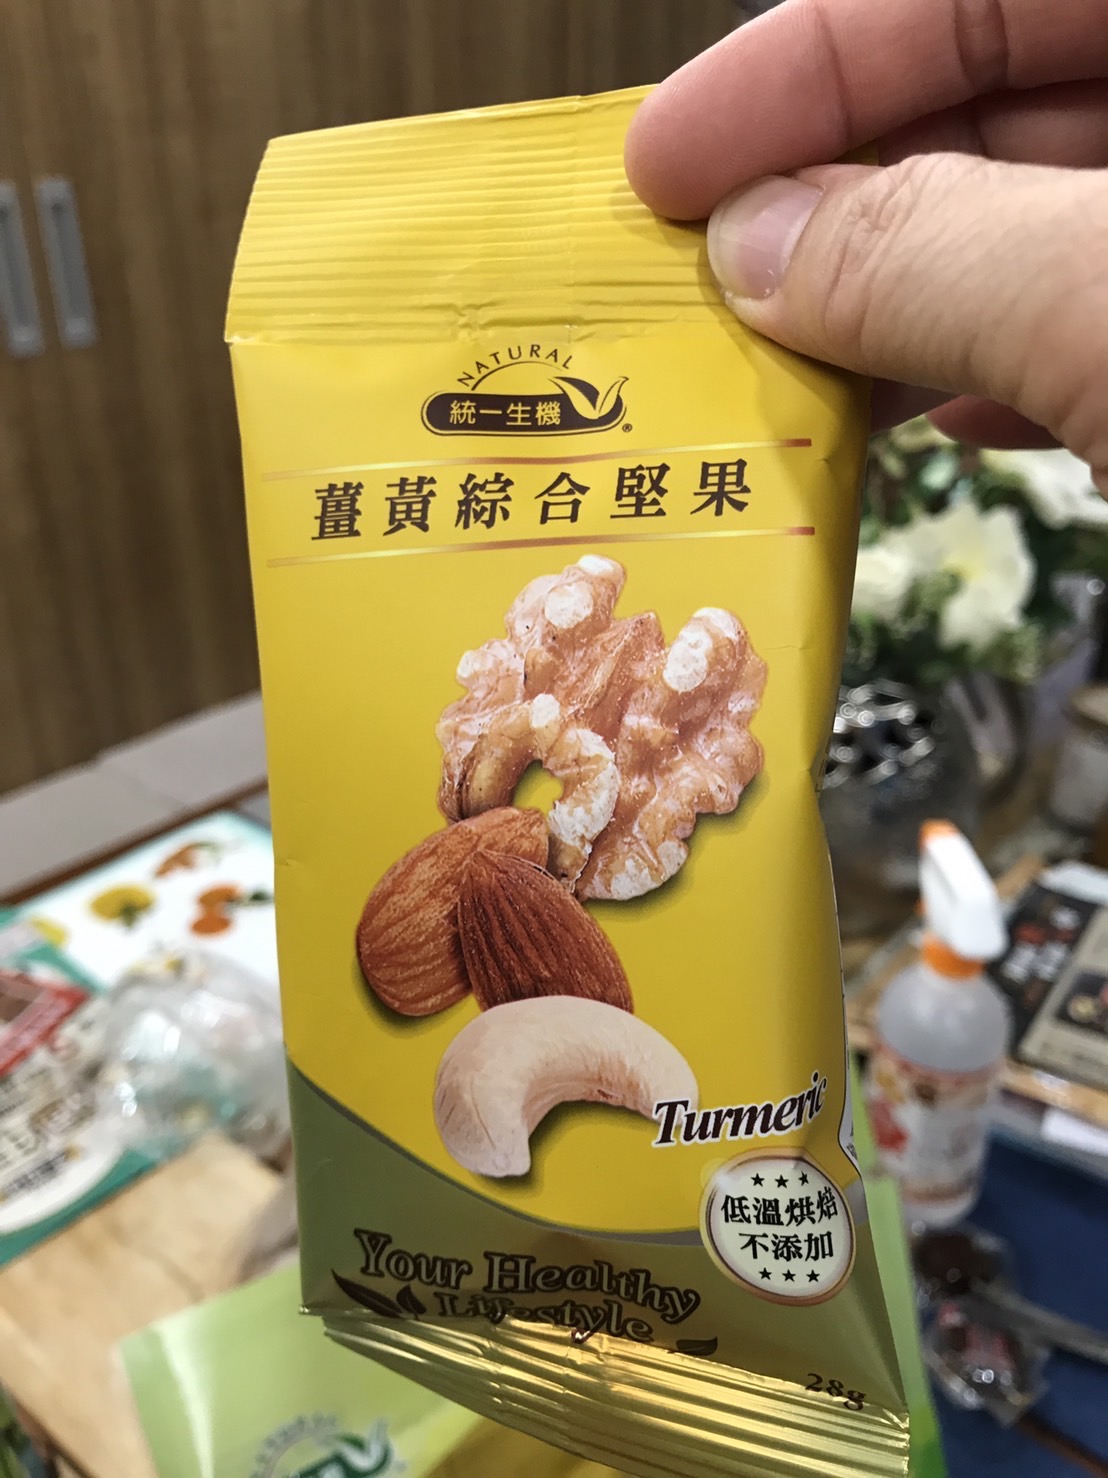 NATURAL
統一生機
®
薑黃綜合堅果
Turmeric
低溫烘焙
不添加
Your Healthy
Lifestyle
28g